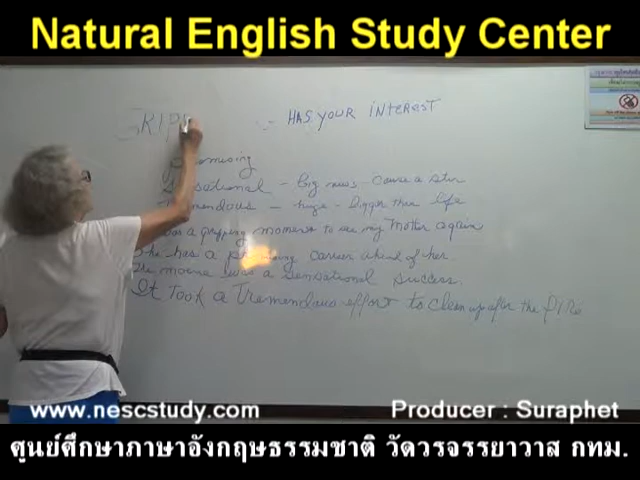 Natural English Study Center
GRIPP - HAS YOUR INTEREST
promising
sensational - Big news - cause a stir
Tremendous - huge - bigger than life
was a gripping moment to see my Mother again
She has a promising career ahead of her.
The movie was a sensational success.
It Took a Tremendous effort to clean up after the FIRE
www.nescstudy.com Producer : Suraphet
ศูนย์ศึกษาภาษาอังกฤษธรรมชาติ วัดวรจรรยาวาส กทม.